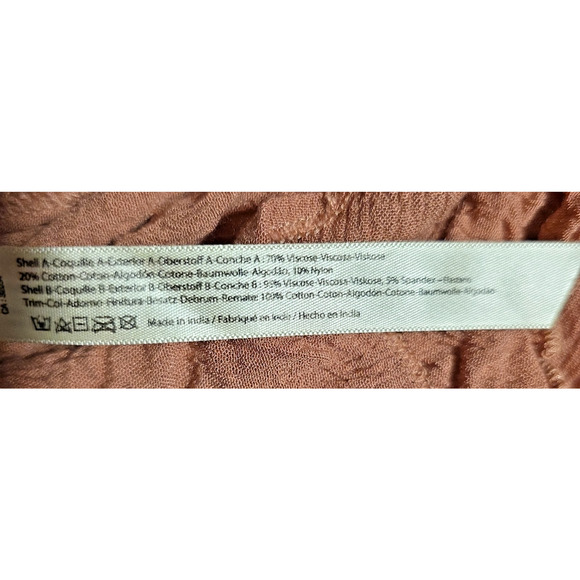 Shell A-Coquille A-Exterior A-Oberstoff A-Conche A : 70% Viscose-Viscosa-Viskose
20% Cotton-Coton-Algodón-Cotone-Baumwolle-Algodão, 10% Nylon
Shell B-Coquille B-Exterior B-Oberstoff B-Conche B : 95% Viscose-Viscosa-Viskose, 5% Spandex - Elastano
Trim-Col-Adorno Finitura-Besatz-Debrum-Remate: 100% Cotton-Coton-Algodón-Cotone-Baumwolle-Algodão
Made in India / Fabriqué en Inde / Hecho en India